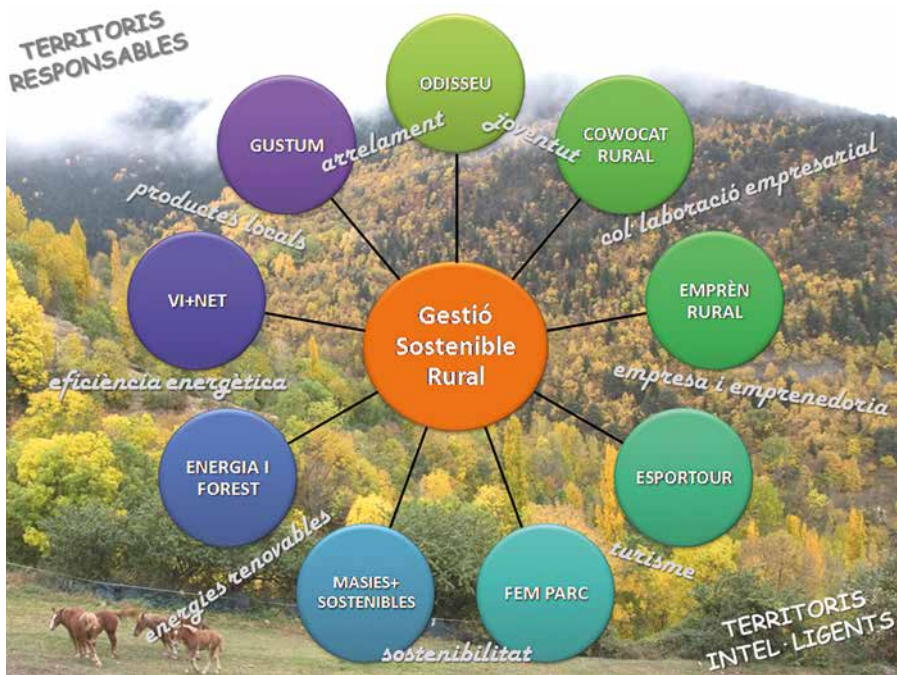 TERRITORIS
RESPONSABLES
ODISSEU
GUSTUM
arrelament
joventut
COWOCAT
RURAL
productes locals
col·laboració empresarial
VI+NET
Gestió
Sostenible
Rural
EMPRÈN
RURAL
eficiència energètica
empresa i emprenedoria
ENERGIA I
FOREST
ESPORTOUR
energies renovables
turisme
MASIES+
SOSTENIBLES
FEM PARC
sostenibilitat
TERRITORIS
INTEL·LIGENTS